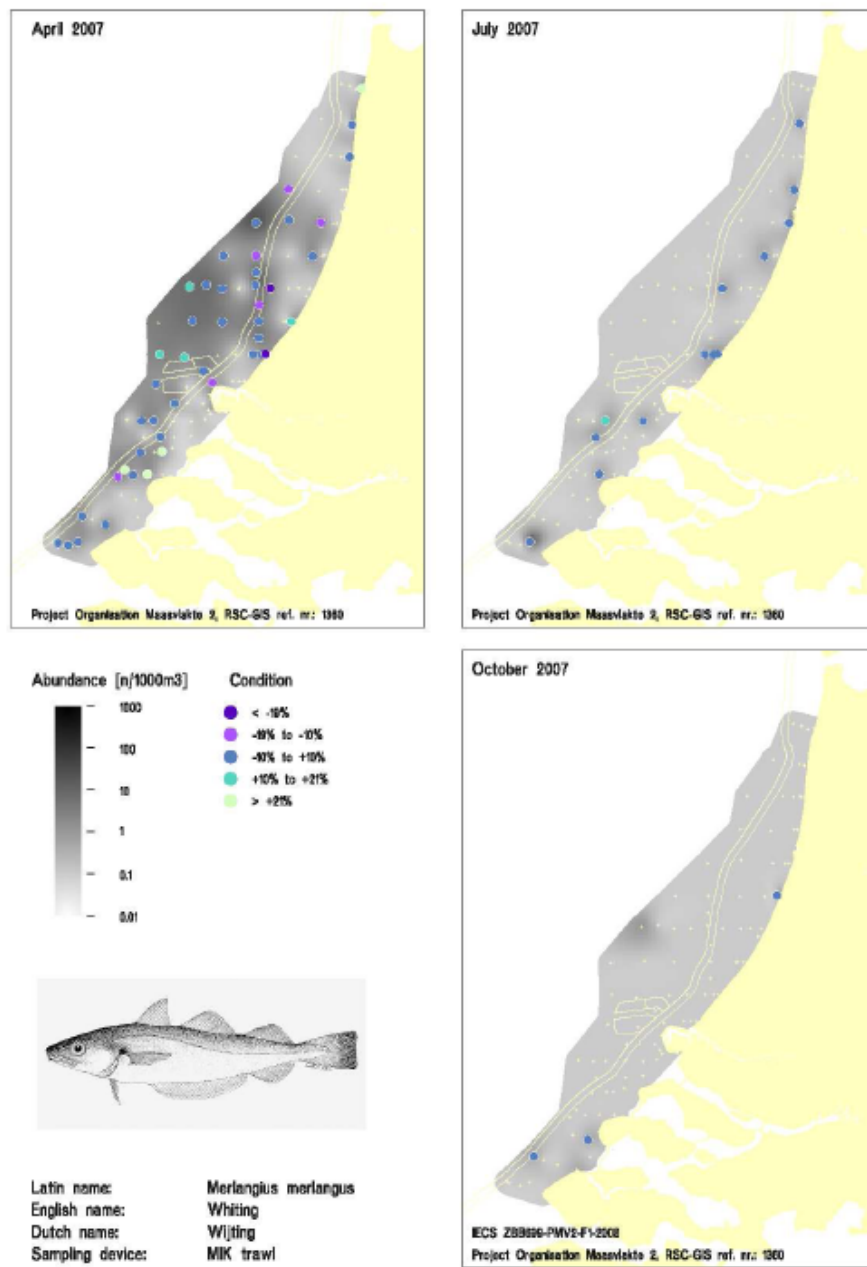 April 2007
July 2007
Project Organisation Maasvlakte 2, RSC-GIS ref. nr.: 1360
Project Organisation Maasvlakte 2, RSC-GIS ref. nr.: 1360
Abundance [n/1000m3]
1000
100
10
1
0.1
0.01
Condition
< -19%
-19% to -10%
-10% to +10%
+10% to +21%
> +21%
October 2007
Latin name: Merlangius merlangus
English name: Whiting
Dutch name: Wijting
Sampling device: MIK trawl
IECS
Project Organisation Maasvlakte 2, RSC-GIS ref. nr.: 1360